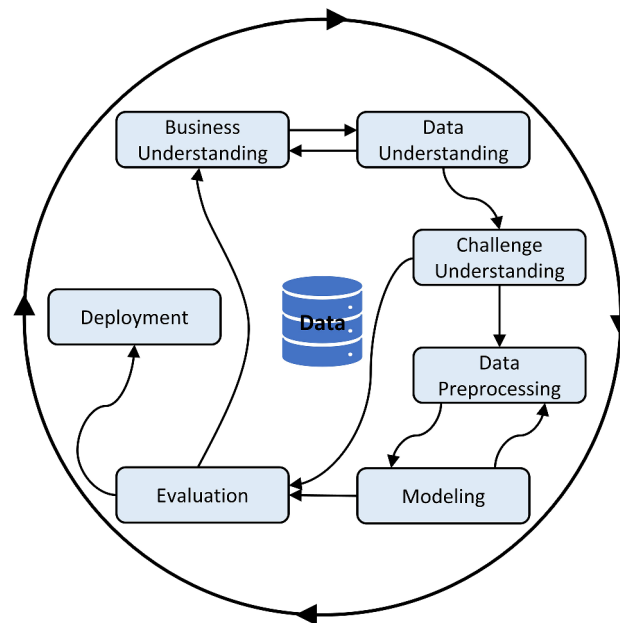 Business
Understanding
Data
Understanding
Challenge
Understanding
Deployment
Data
Data
Preprocessing
Evaluation
Modeling